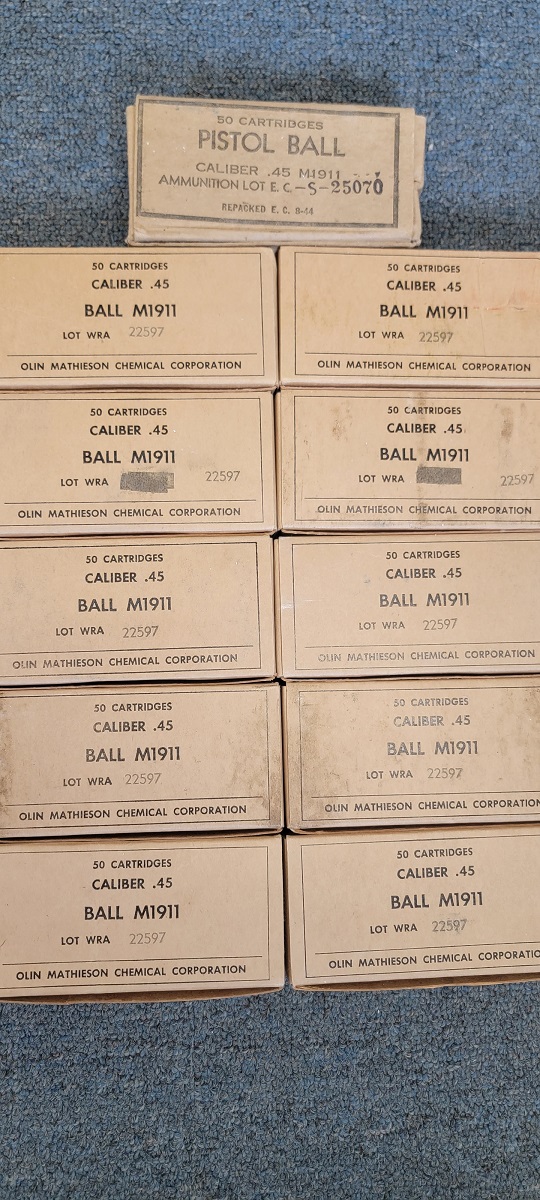 50 CARTRIDGES
PISTOL BALL
CALIBER .45 M1911
AMMUNITION LOT E. C.-S-25070
REPACKED E. C. 8-44
50 CARTRIDGES
CALIBER .45
BALL M1911
LOT WRA 22597
OLIN MATHIESON CHEMICAL CORPORATION
50 CARTRIDGES
CALIBER .45
BALL M1911
LOT WRA 22597
OLIN MATHIESON CHEMICAL CORPORATION
50 CARTRIDGES
CALIBER .45
BALL M1911
LOT WRA 22597
OLIN MATHIESON CHEMICAL CORPORATION
50 CARTRIDGES
CALIBER .45
BALL M1911
LOT WRA 22597
OLIN MATHIESON CHEMICAL CORPORATION
50 CARTRIDGES
CALIBER .45
BALL M1911
LOT WRA 22597
OLIN MATHIESON CHEMICAL CORPORATION
50 CARTRIDGES
CALIBER .45
BALL M1911
LOT WRA 22597
OLIN MATHIESON CHEMICAL CORPORATION
50 CARTRIDGES
CALIBER .45
BALL M1911
LOT WRA 22597
OLIN MATHIESON CHEMICAL CORPORATION
50 CARTRIDGES
CALIBER .45
BALL M1911
LOT WRA 22597
OLIN MATHIESON CHEMICAL CORPORATION
50 CARTRIDGES
CALIBER .45
BALL M1911
LOT WRA 22597
OLIN MATHIESON CHEMICAL CORPORATION
50 CARTRIDGES
CALIBER .45
BALL M1911
LOT WRA 22597
OLIN MATHIESON CHEMICAL CORPORATION